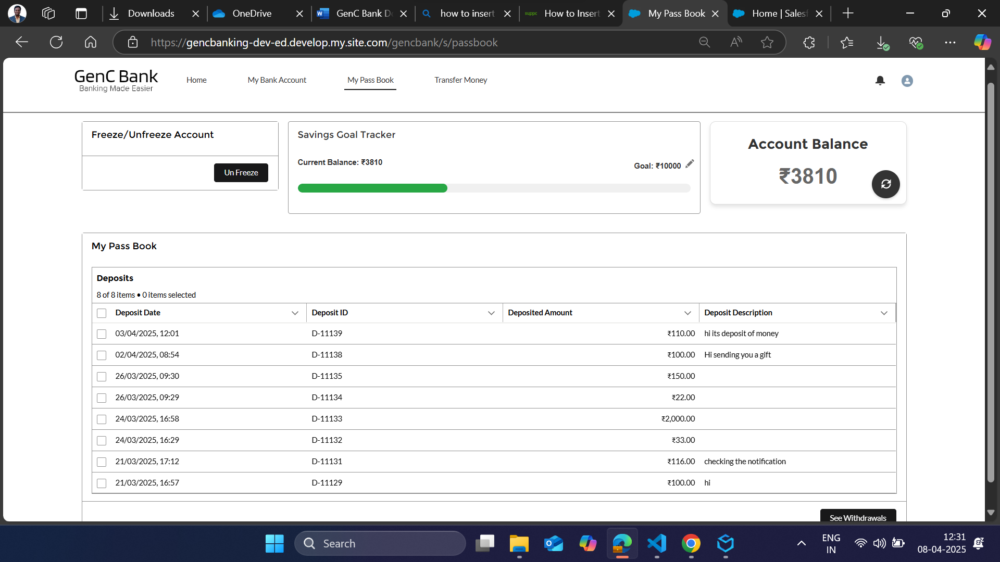 Downloads
OneDrive
GenC Bank D
how to insert
suppc
How to Insert
My Pass Book
Home | Salesf
https://gencbanking-dev-ed.develop.my.site.com/gencbank/s/passbook
GenC Bank
Banking Made Easier
Home
My Bank Account
My Pass Book
Transfer Money
Freeze/Unfreeze Account
Un Freeze
Savings Goal Tracker
Current Balance: ₹3810
Goal: ₹10000
Account Balance
₹3810
My Pass Book
Deposits
8 of 8 items • 0 items selected
Deposit Date Deposit ID Deposited Amount Deposit Description
03/04/2025, 12:01 D-11139 ₹110.00 hi its deposit of money
02/04/2025, 08:54 D-11138 ₹100.00 Hi sending you a gift
26/03/2025, 09:30 D-11135 ₹150.00
26/03/2025, 09:29 D-11134 ₹22.00
24/03/2025, 16:58 D-11133 ₹2,000.00
24/03/2025, 16:29 D-11132 ₹33.00
21/03/2025, 17:12 D-11131 ₹116.00 checking the notification
21/03/2025, 16:57 D-11129 ₹100.00 hi
See Withdrawals
Search
ENG
IN
12:31
08-04-2025